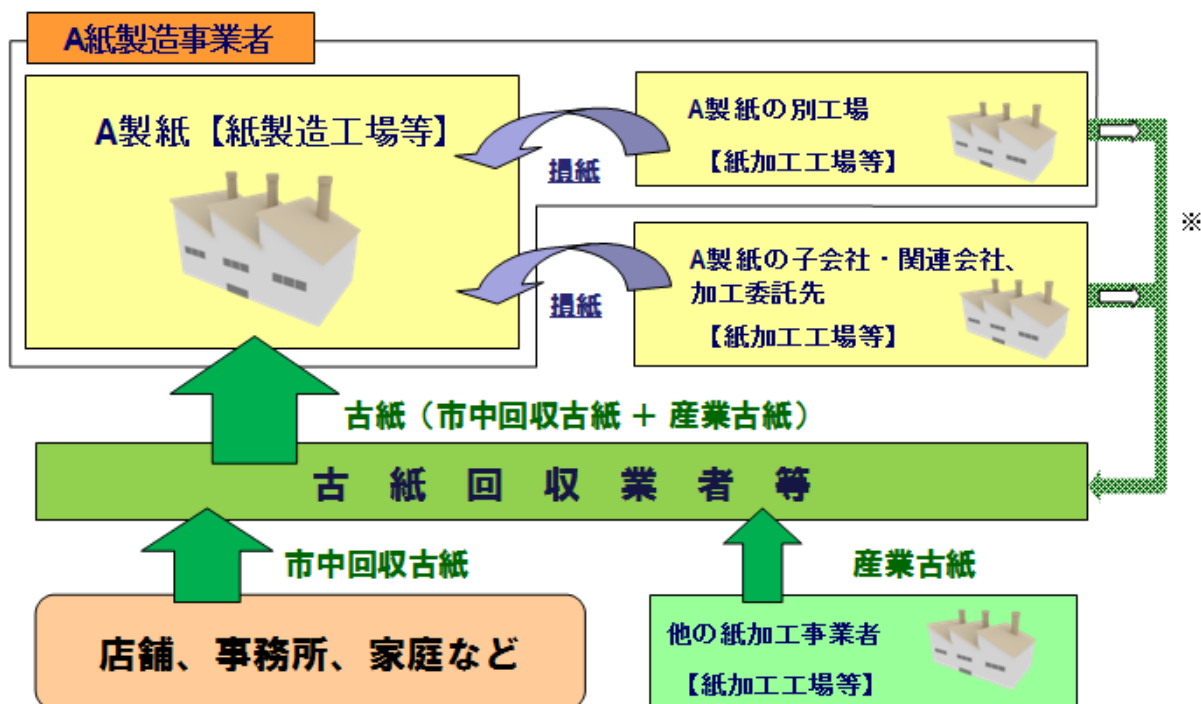 A紙製造事業者
A製紙【紙製造工場等】
損紙
A製紙の別工場
【紙加工工場等】
※
損紙
A製紙の子会社・関連会社、
加工委託先
【紙加工工場等】
古紙（市中回収古紙 + 産業古紙）
古紙回収業者等
市中回収古紙
産業古紙
店舗、事務所、家庭など
他の紙加工事業者
【紙加工工場等】